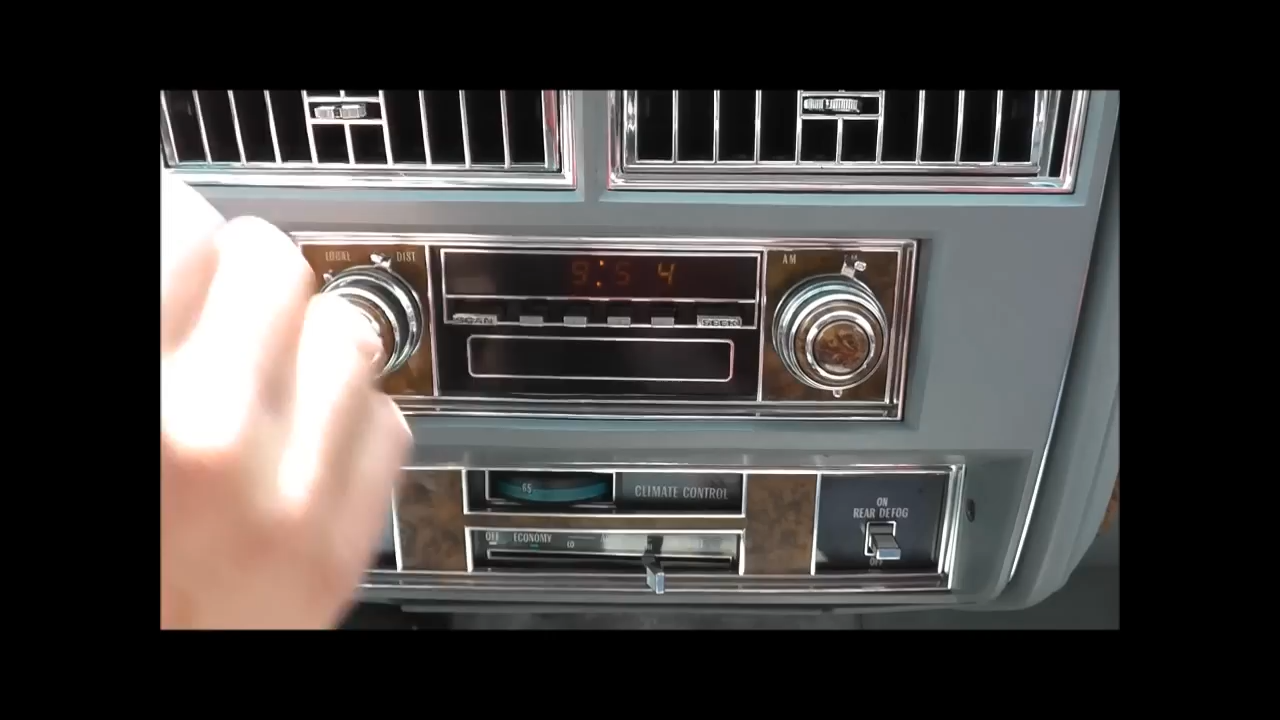 LOCAL DIST
9:54
AM
SCAN SEEK
65
CLIMATE CONTROL
ON
REAR DEFOG
OFF
OFF ECONOMY LO